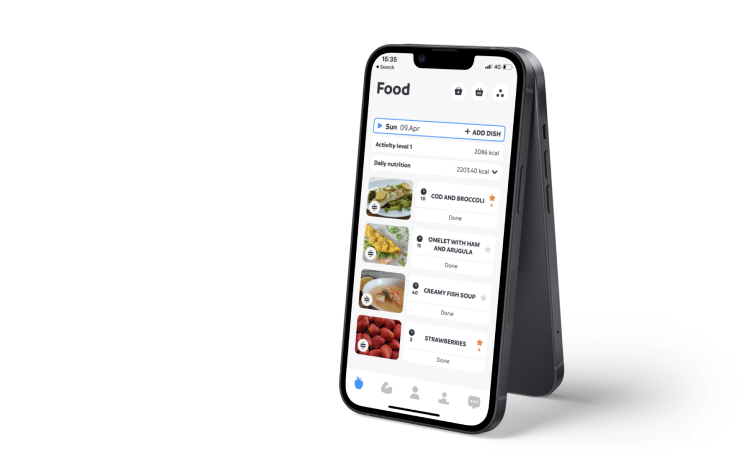 15:35
4G
Search
Food
Sun 09.Apr
+ ADD DISH
Activity level 1
2086 kcal
Daily nutrition
2203.40 kcal
10
COD AND BROCCOLI
Done
15
OMELET WITH HAM
AND ARUGULA
Done
40
CREAMY FISH SOUP
Done
3
STRAWBERRIES
Done